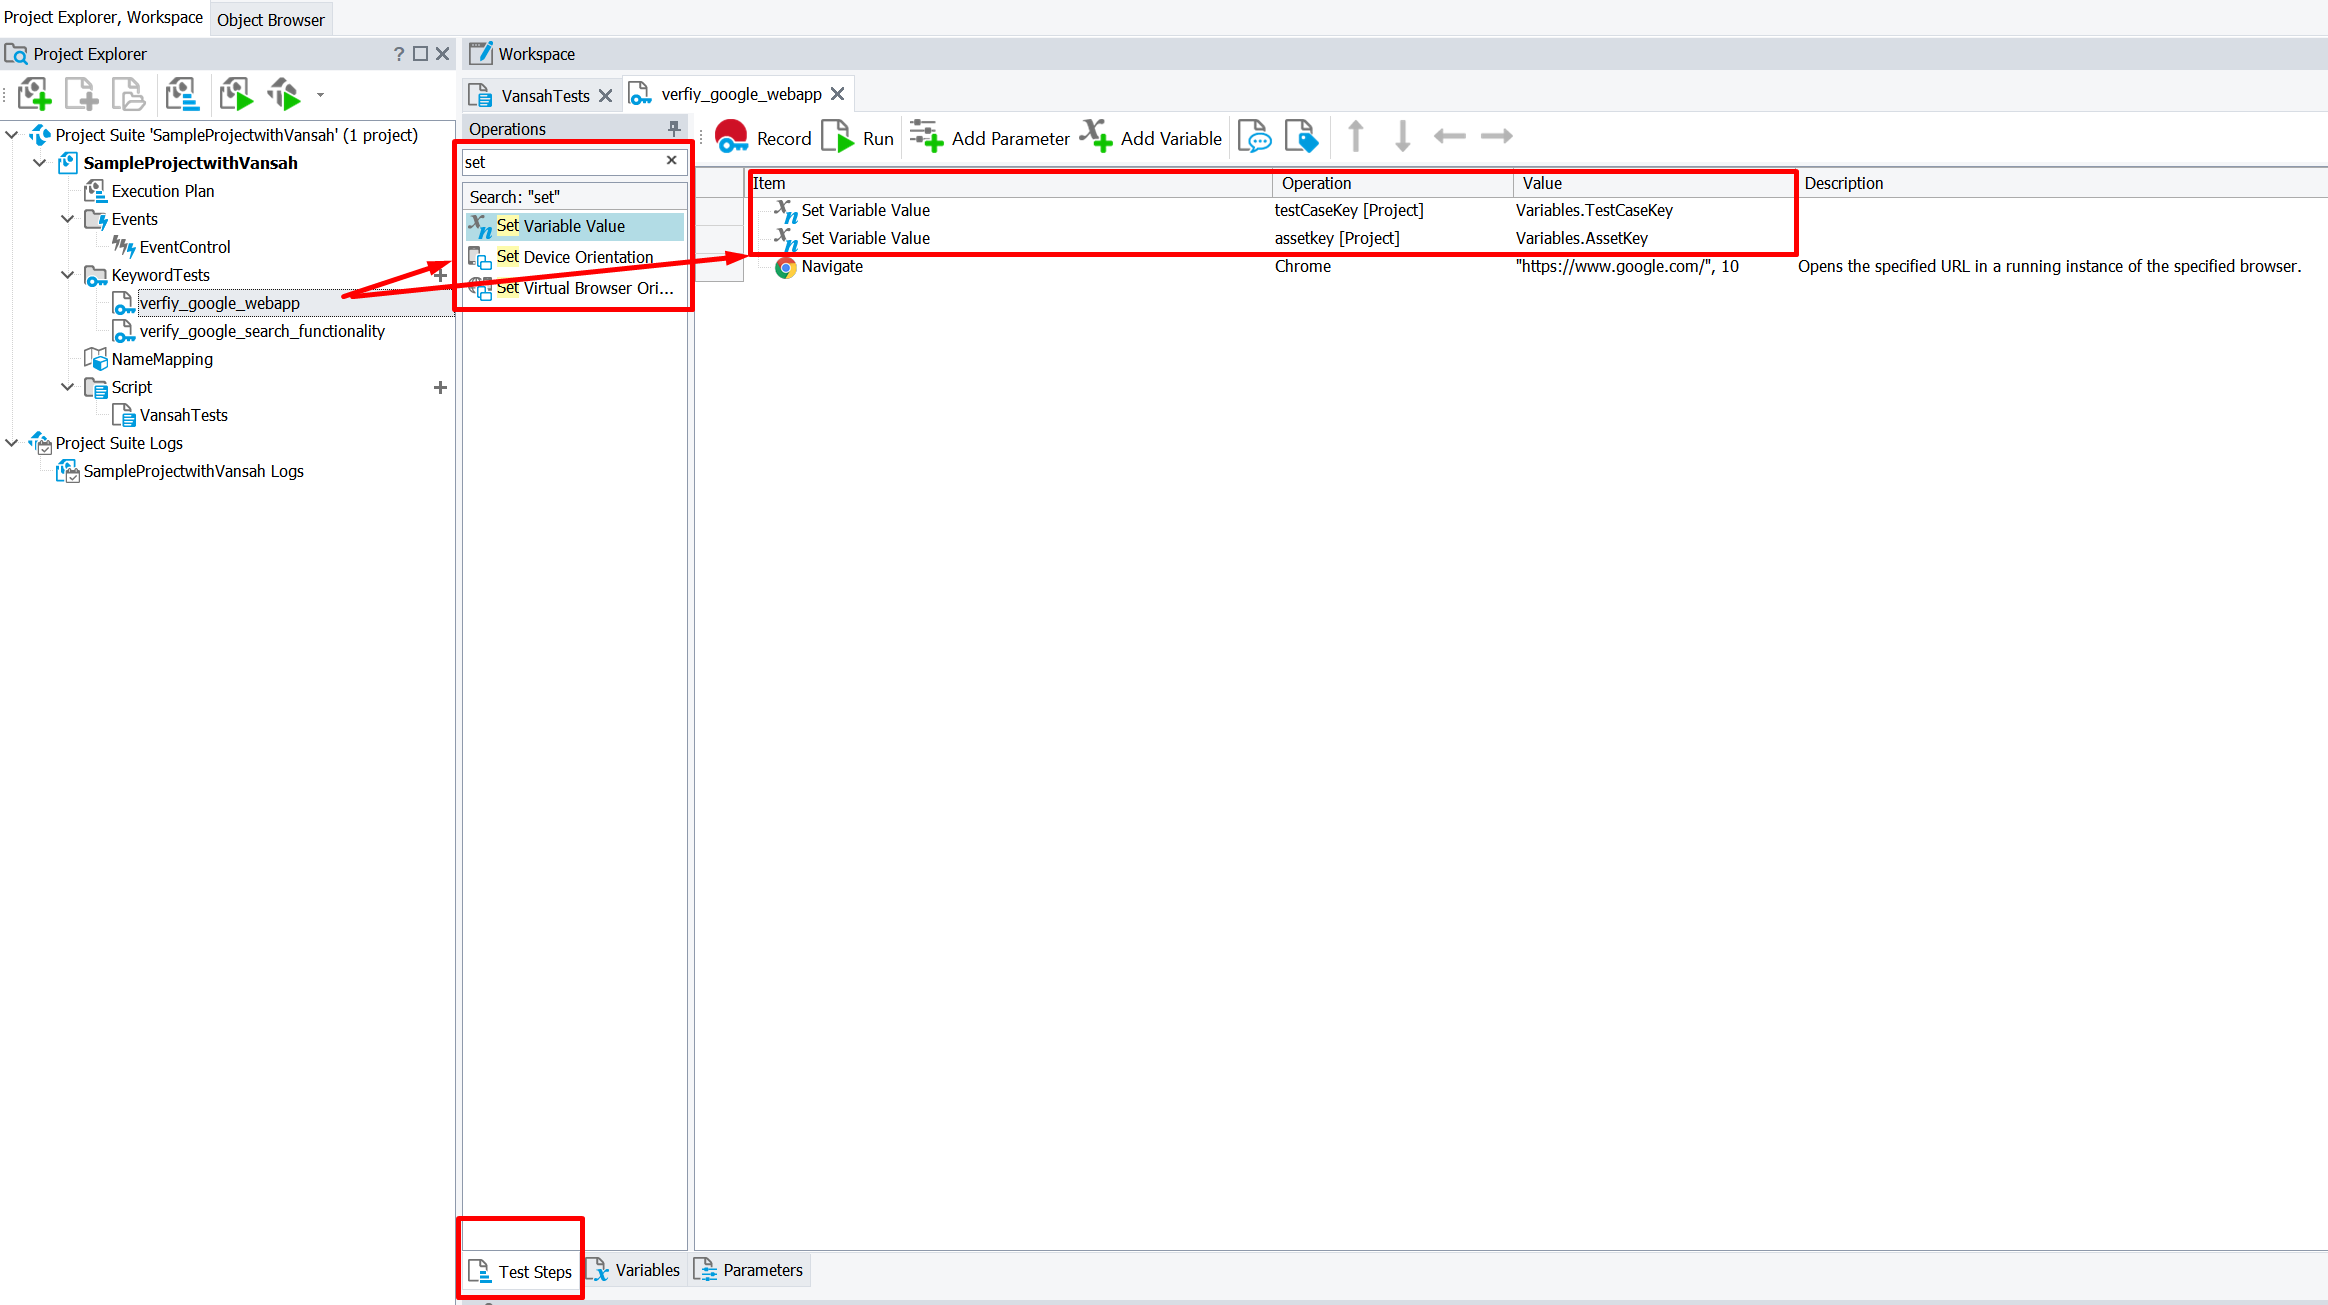 Project Explorer, Workspace
Object Browser
Project Explorer
?
Project Suite 'SampleProjectwithVansah' (1 project)
SampleProjectwithVansah
Execution Plan
Events
EventControl
KeywordTests
verfiy_google_webapp
verify_google_search_functionality
NameMapping
Script
VansahTests
Project Suite Logs
SampleProjectwithVansah Logs
Workspace
VansahTests
verfiy_google_webapp
Operations
set
Search: "set"
Set Variable Value
Set Device Orientation
Set Virtual Browser Ori...
Record
Run
Add Parameter
Add Variable
Item Operation Value Description
Set Variable Value testCaseKey [Project] Variables.TestCaseKey
Set Variable Value assetkey [Project] Variables.AssetKey
Navigate Chrome "https://www.google.com/", 10 Opens the specified URL in a running instance of the specified browser.
Test Steps
Variables
Parameters